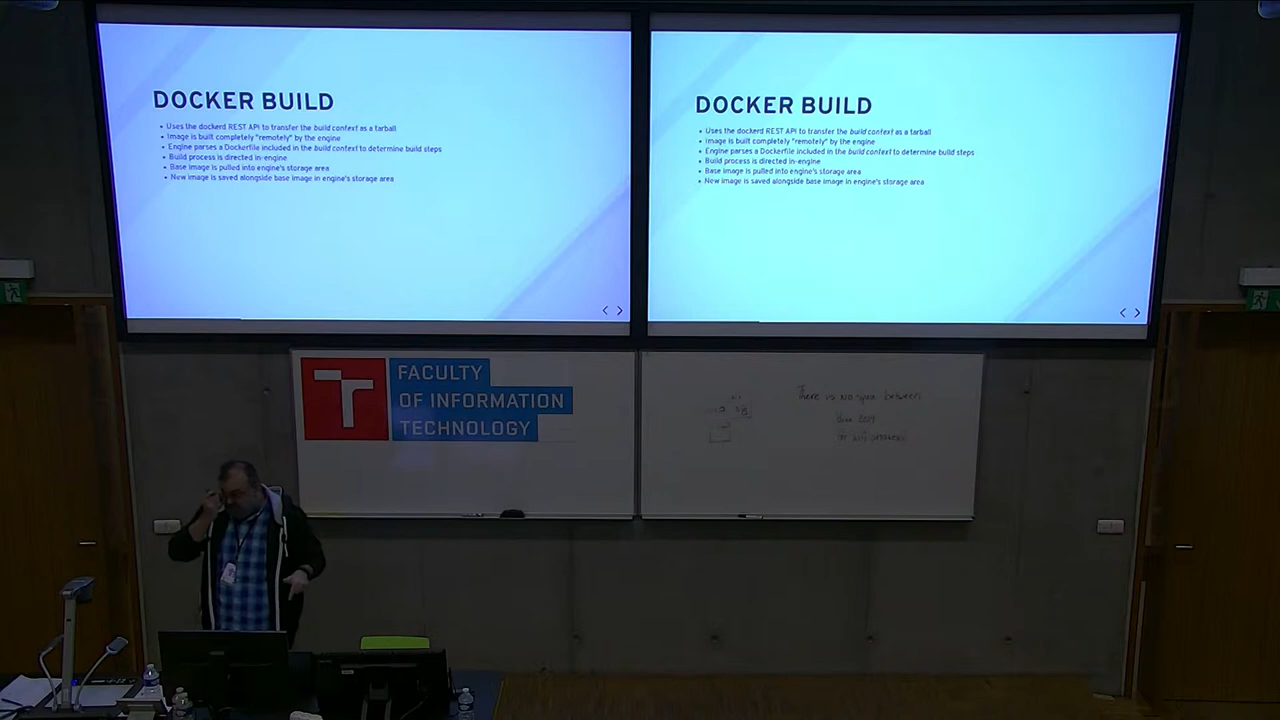 DOCKER BUILD
• Uses the dockerd REST API to transfer the build context as a tarball
• Image is built completely "remotely" by the engine
• Engine parses a Dockerfile included in the build context to determine build steps
• Build process is directed in-engine
• Base image is pulled into engine's storage area
• New image is saved alongside base image in engine's storage area
DOCKER BUILD
• Uses the dockerd REST API to transfer the build context as a tarball
• Image is built completely "remotely" by the engine
• Engine parses a Dockerfile included in the build context to determine build steps
• Build process is directed in-engine
• Base image is pulled into engine's storage area
• New image is saved alongside base image in engine's storage area
T
FACULTY
OF INFORMATION
TECHNOLOGY
There is No space between